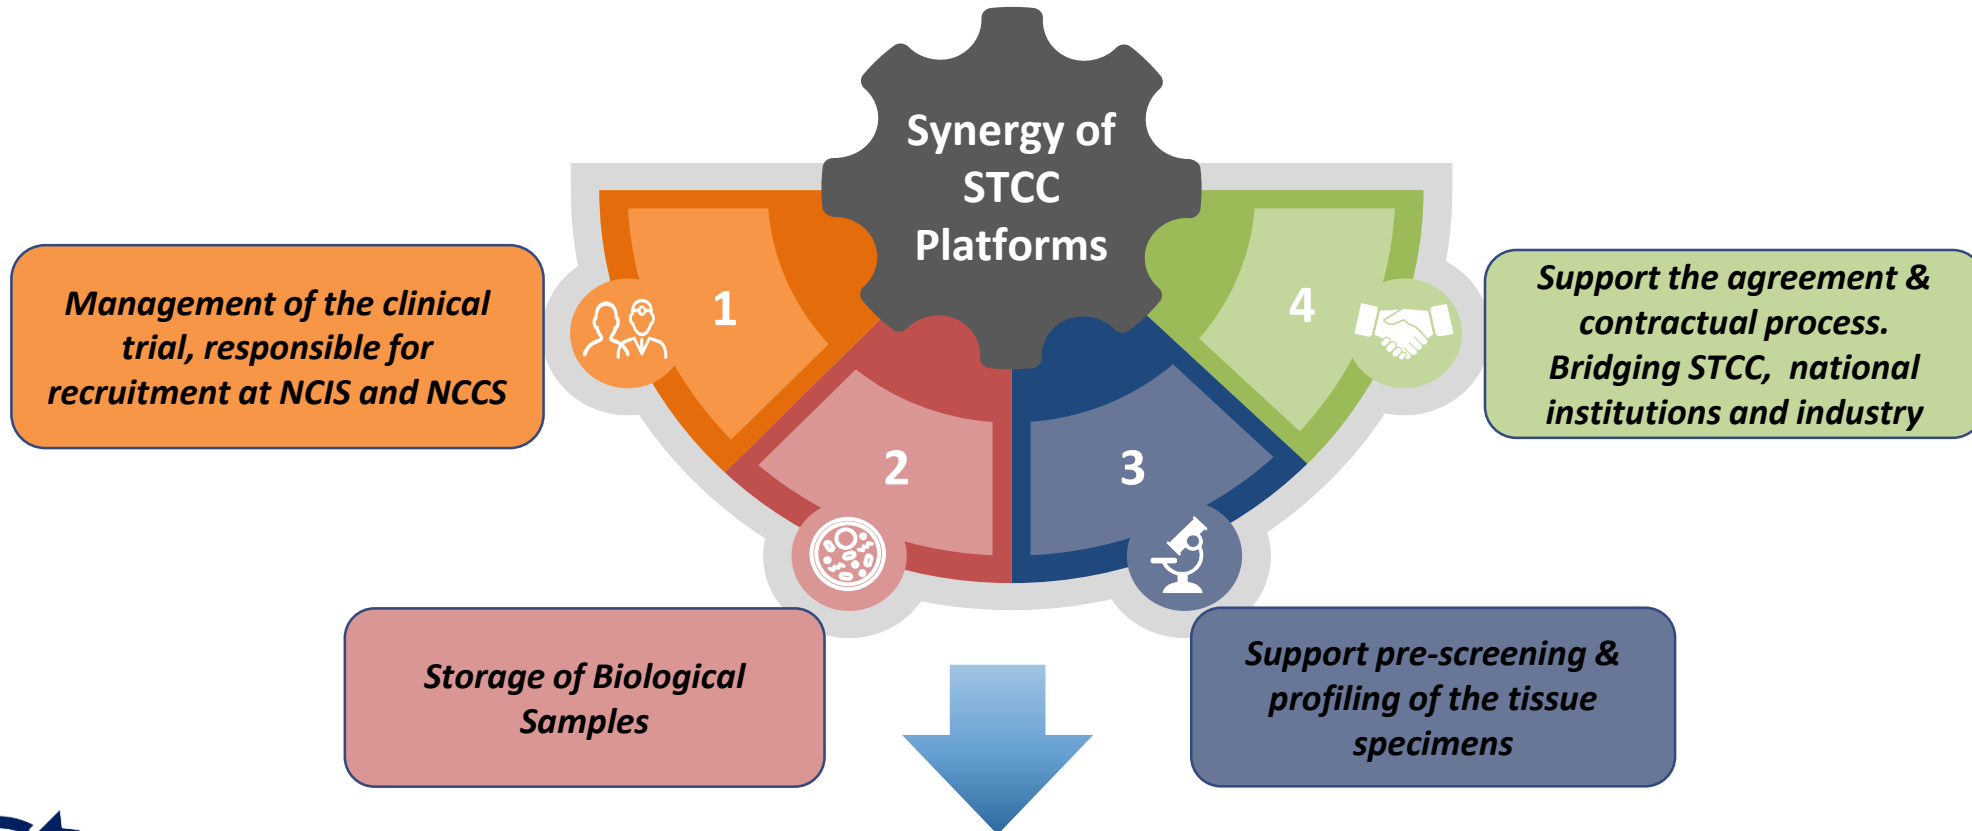 Synergy of
STCC
Platforms
1
2
3
4
Management of the clinical
trial, responsible for
recruitment at NCIS and NCCS
Storage of Biological
Samples
Support pre-screening &
profiling of the tissue
specimens
Support the agreement &
contractual process.
Bridging STCC, national
institutions and industry